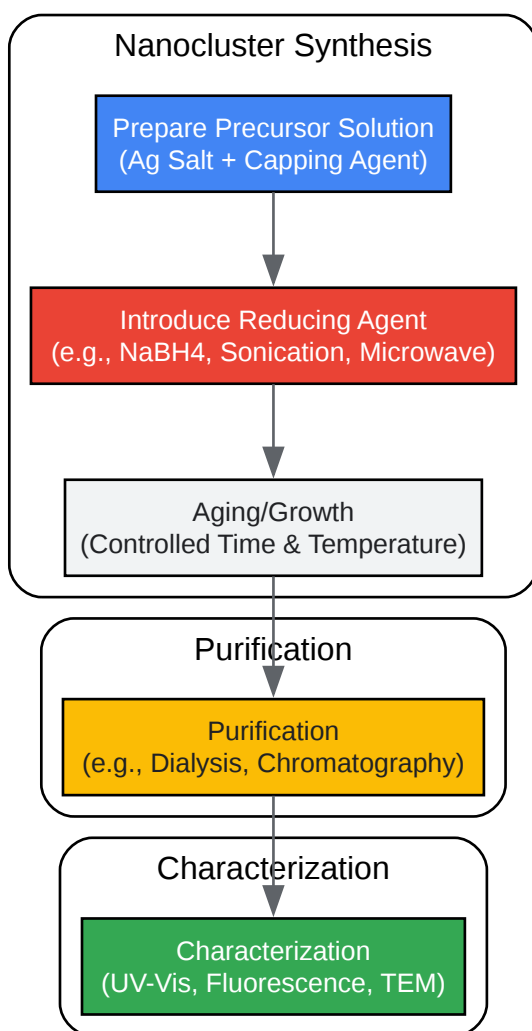 Nanocluster Synthesis
Prepare Precursor Solution
(Ag Salt + Capping Agent)
Introduce Reducing Agent
(e.g., NaBH4, Sonication, Microwave)
Aging/Growth
(Controlled Time & Temperature)
Purification
Purification
(e.g., Dialysis, Chromatography)
Characterization
Characterization
(UV-Vis, Fluorescence, TEM)